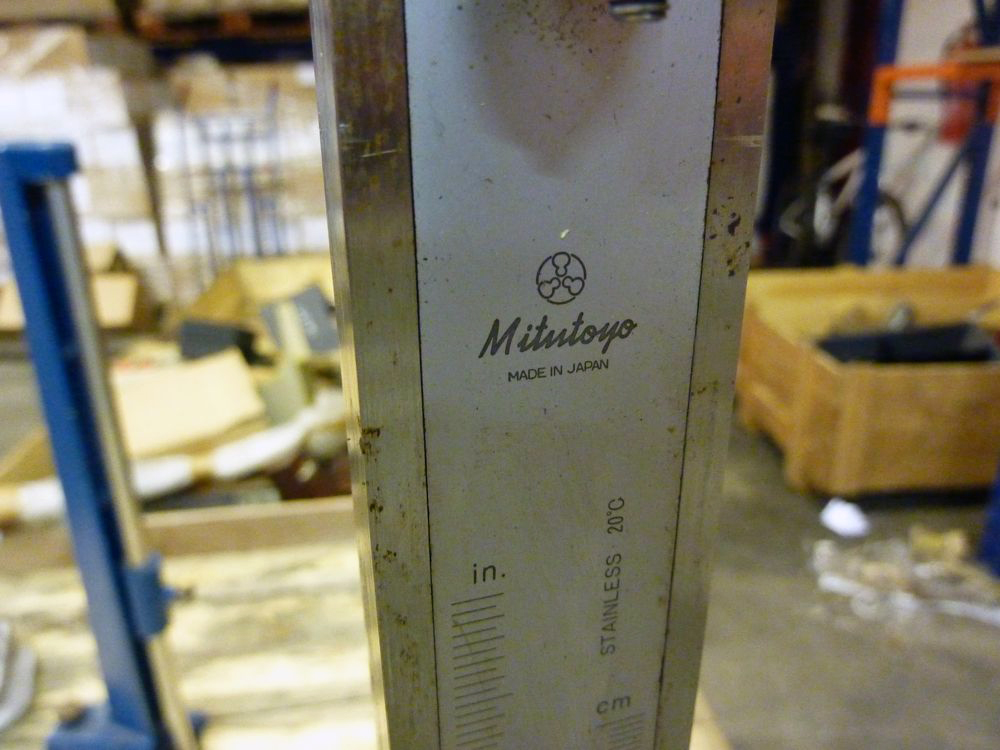 Mitutoyo
MADE IN JAPAN
STAINLESS 20°C
in.
cm